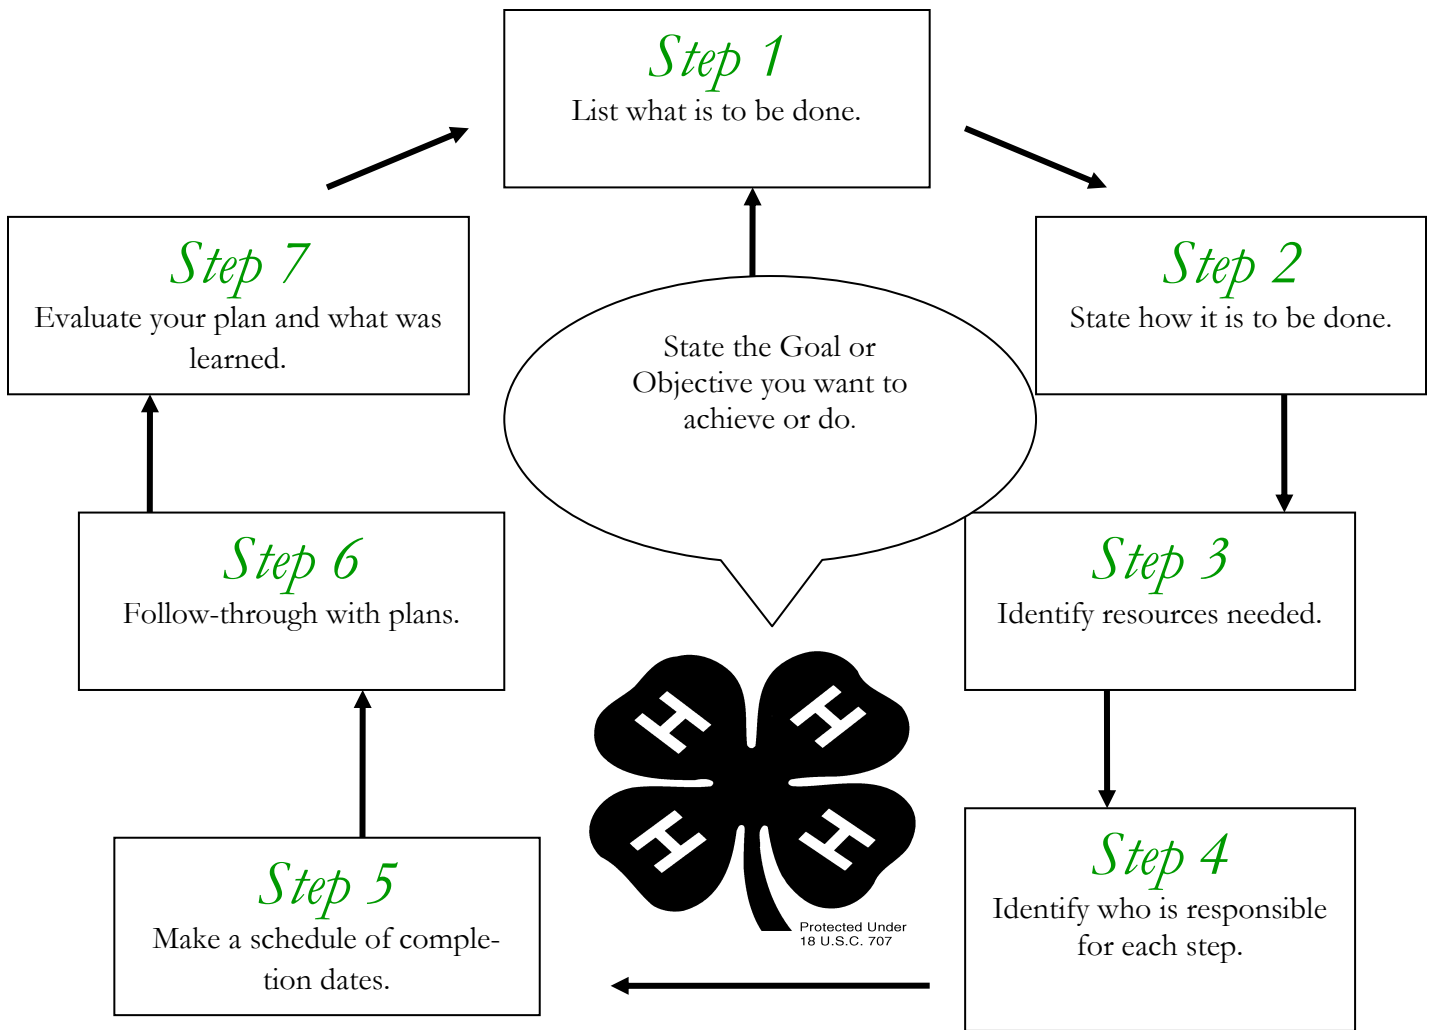 Step 1
List what is to be done.
Step 2
State how it is to be done.
Step 3
Identify resources needed.
Step 4
Identify who is responsible
for each step.
Step 5
Make a schedule of comple-
tion dates.
Step 6
Follow-through with plans.
Step 7
Evaluate your plan and what was
learned.
State the Goal or
Objective you want to
achieve or do.
H
H
H
H
Protected Under
18 U.S.C. 707